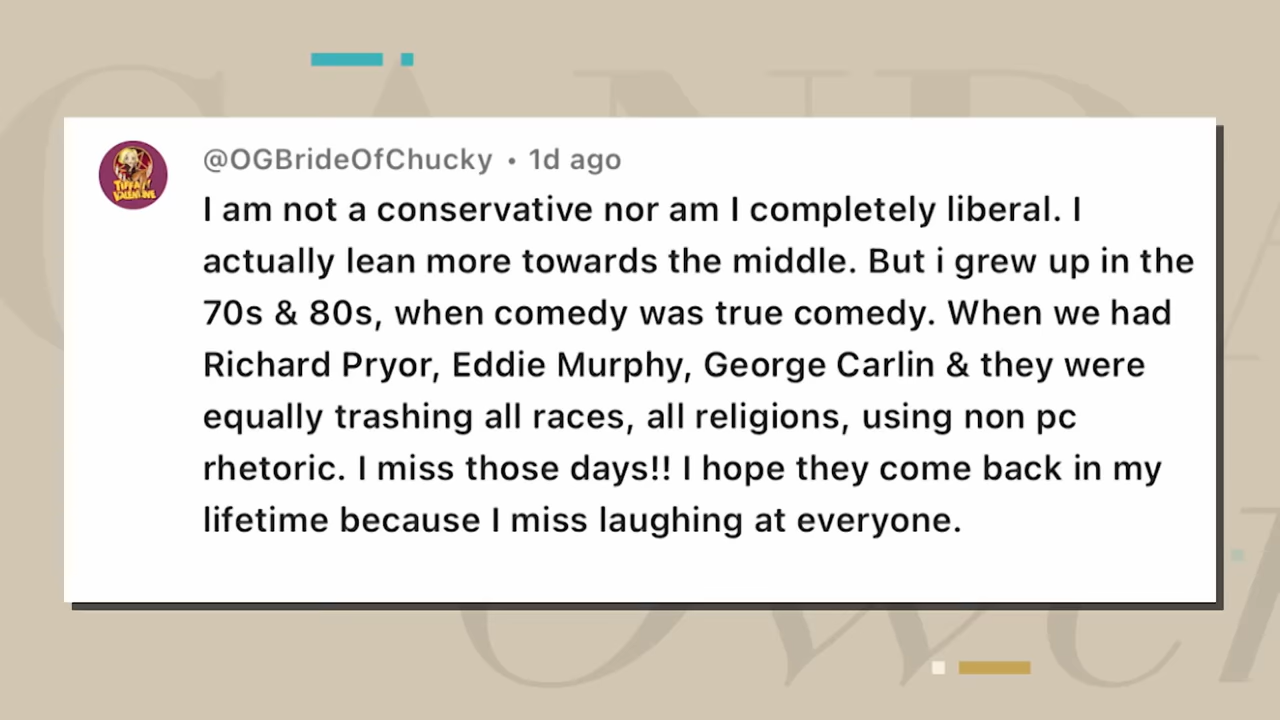 CAND
@OGBrideOfChucky • 1d ago
I am not a conservative nor am I completely liberal. I
actually lean more towards the middle. But i grew up in the
70s & 80s, when comedy was true comedy. When we had
Richard Pryor, Eddie Murphy, George Carlin & they were
equally trashing all races, all religions, using non pc
rhetoric. I miss those days!! I hope they come back in my
lifetime because I miss laughing at everyone.